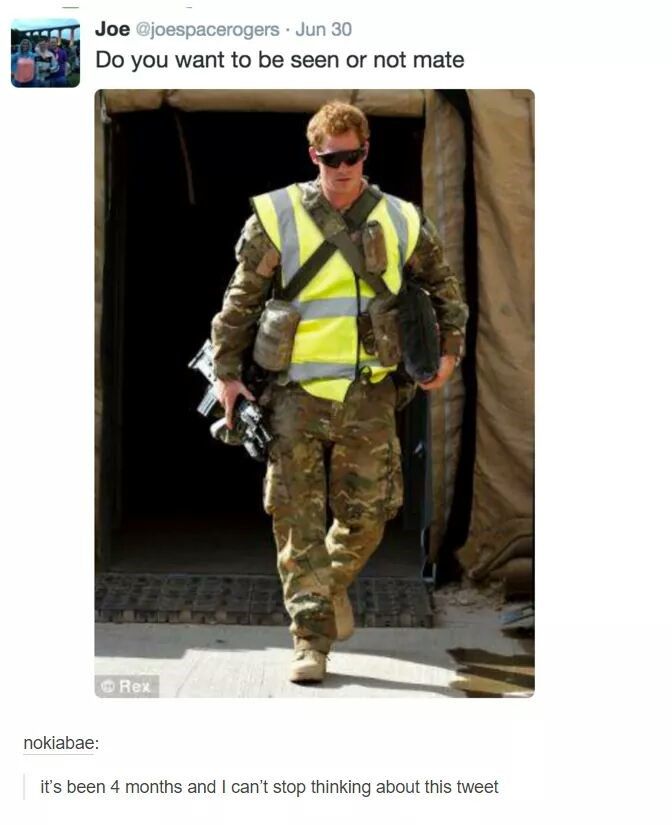 Joe @joespacerogers · Jun 30
Do you want to be seen or not mate
© Rex
nokiabae:
it's been 4 months and I can't stop thinking about this tweet